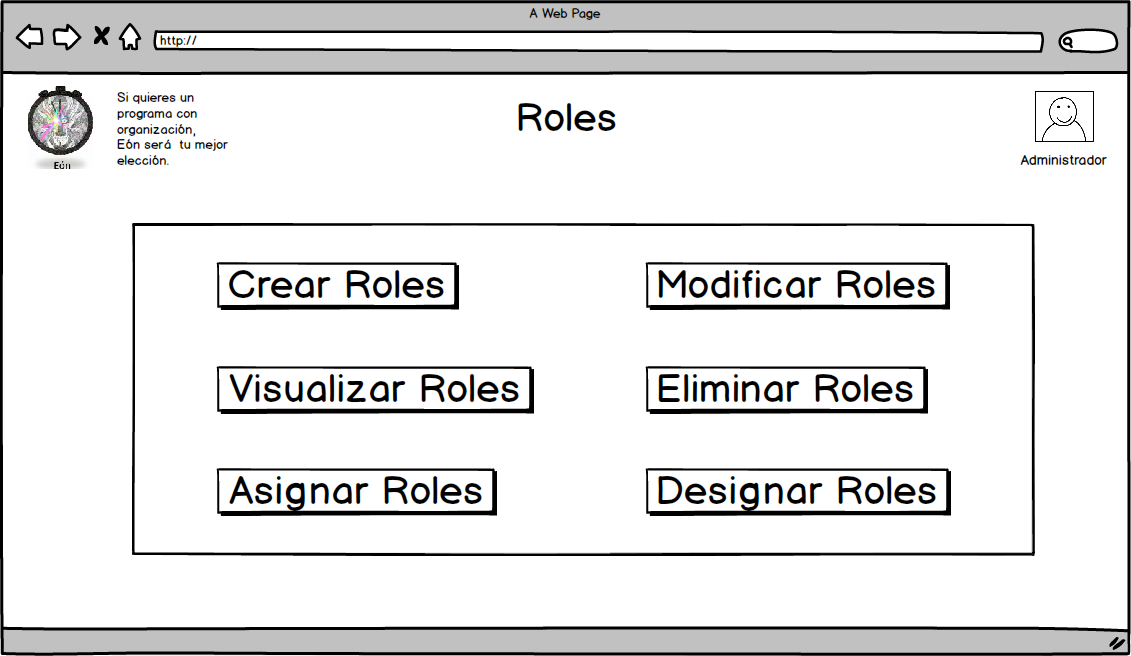 A Web Page
http://
Si quieres un
programa con
organización,
Eón será tu mejor
elección.
Eón
Roles
Administrador
Crear Roles
Modificar Roles
Visualizar Roles
Eliminar Roles
Asignar Roles
Designar Roles